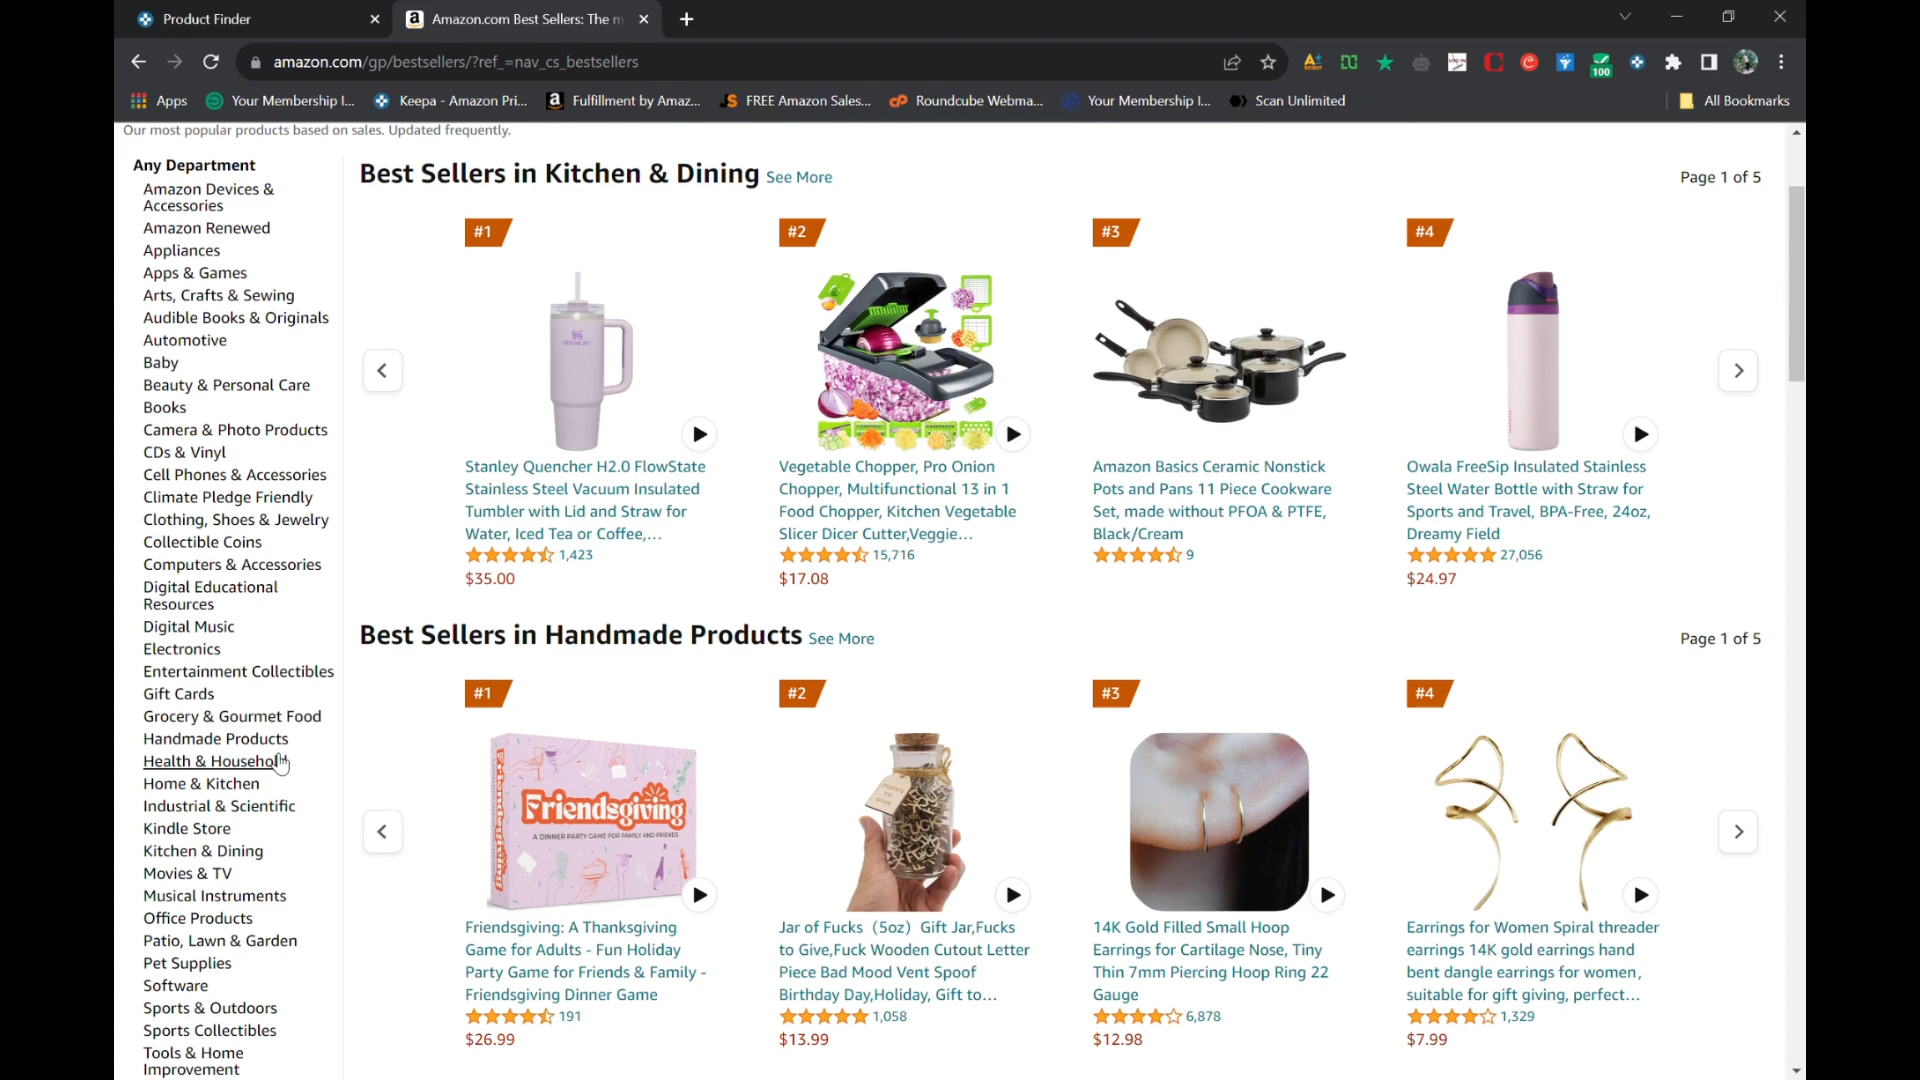 Product Finder
Amazon.com Best Sellers: The m
amazon.com/gp/bestsellers/?ref_=nav_cs_bestsellers
100
Apps
Your Membership I...
Keepa - Amazon Pri...
Fulfillment by Amaz...
FREE Amazon Sales...
Roundcube Webma...
Your Membership I...
Scan Unlimited
All Bookmarks
Our most popular products based on sales. Updated frequently.
Any Department
Amazon Devices &
Accessories
Amazon Renewed
Appliances
Apps & Games
Arts, Crafts & Sewing
Audible Books & Originals
Automotive
Baby
Beauty & Personal Care
Books
Camera & Photo Products
CDs & Vinyl
Cell Phones & Accessories
Climate Pledge Friendly
Clothing, Shoes & Jewelry
Collectible Coins
Computers & Accessories
Digital Educational
Resources
Digital Music
Electronics
Entertainment Collectibles
Gift Cards
Grocery & Gourmet Food
Handmade Products
Health & Household
Home & Kitchen
Industrial & Scientific
Kindle Store
Kitchen & Dining
Movies & TV
Musical Instruments
Office Products
Patio, Lawn & Garden
Pet Supplies
Software
Sports & Outdoors
Sports Collectibles
Tools & Home
Improvement
Best Sellers in Kitchen & Dining See More
Page 1 of 5
#1
STANLEY
Stanley Quencher H2.0 FlowState
Stainless Steel Vacuum Insulated
Tumbler with Lid and Straw for
Water, Iced Tea or Coffee,...
1,423
$35.00
#2
Vegetable Chopper, Pro Onion
Chopper, Multifunctional 13 in 1
Food Chopper, Kitchen Vegetable
Slicer Dicer Cutter,Veggie...
15,716
$17.08
#3
Amazon Basics Ceramic Nonstick
Pots and Pans 11 Piece Cookware
Set, made without PFOA & PTFE,
Black/Cream
9
$24.97
#4
Owala FreeSip Insulated Stainless
Steel Water Bottle with Straw for
Sports and Travel, BPA-Free, 24oz,
Dreamy Field
27,056
Best Sellers in Handmade Products See More
Page 1 of 5
#1
Friendsgiving
A DINNER PARTY GAME FOR FAMILY AND FRIENDS
Friendsgiving: A Thanksgiving
Game for Adults - Fun Holiday
Party Game for Friends & Family -
Friendsgiving Dinner Game
191
$26.99
#2
Jar of Fucks（5oz）Gift Jar,Fucks
to Give,Fuck Wooden Cutout Letter
Piece Bad Mood Vent Spoof
Birthday Day,Holiday, Gift to...
1,058
$13.99
#3
14K Gold Filled Small Hoop
Earrings for Cartilage Nose, Tiny
Thin 7mm Piercing Hoop Ring 22
Gauge
6,878
$12.98
#4
Earrings for Women Spiral threader
earrings 14K gold earrings hand
bent dangle earrings for women,
suitable for gift giving, perfect...
1,329
$7.99